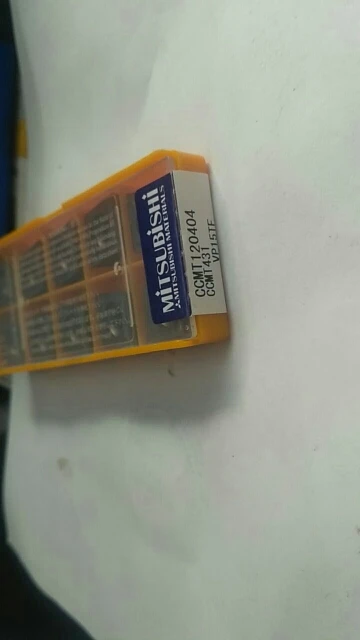 MITSUBISHI
MITSUBISHI MATERIALS
CCMT120404
CCMT431
VP15TF